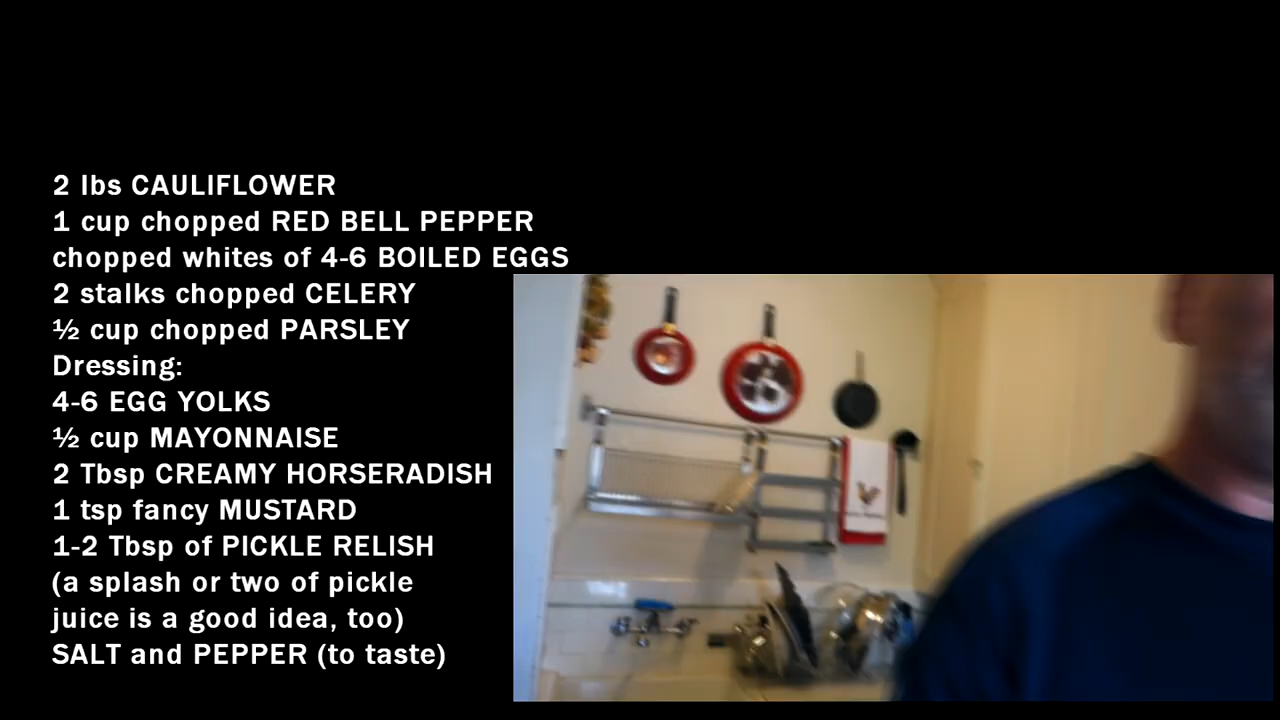 2 lbs CAULIFLOWER
1 cup chopped RED BELL PEPPER
chopped whites of 4-6 BOILED EGGS
2 stalks chopped CELERY
½ cup chopped PARSLEY
Dressing:
4-6 EGG YOLKS
½ cup MAYONNAISE
2 Tbsp CREAMY HORSERADISH
1 tsp fancy MUSTARD
1-2 Tbsp of PICKLE RELISH
(a splash or two of pickle
juice is a good idea, too)
SALT and PEPPER (to taste)